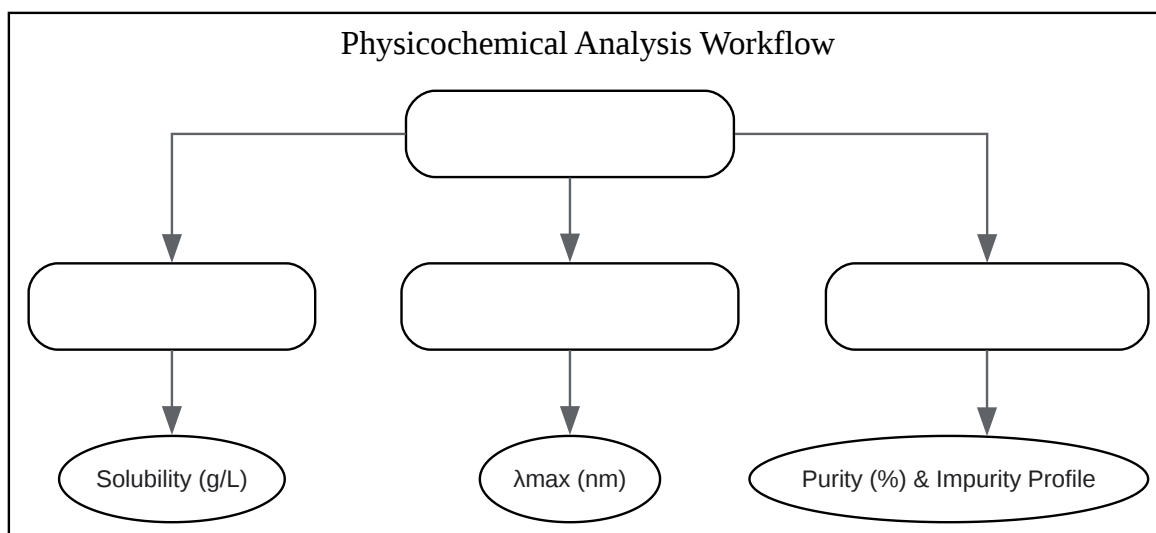 Physicochemical Analysis Workflow
Solubility (g/L)
λmax (nm)
Purity (%) & Impurity Profile